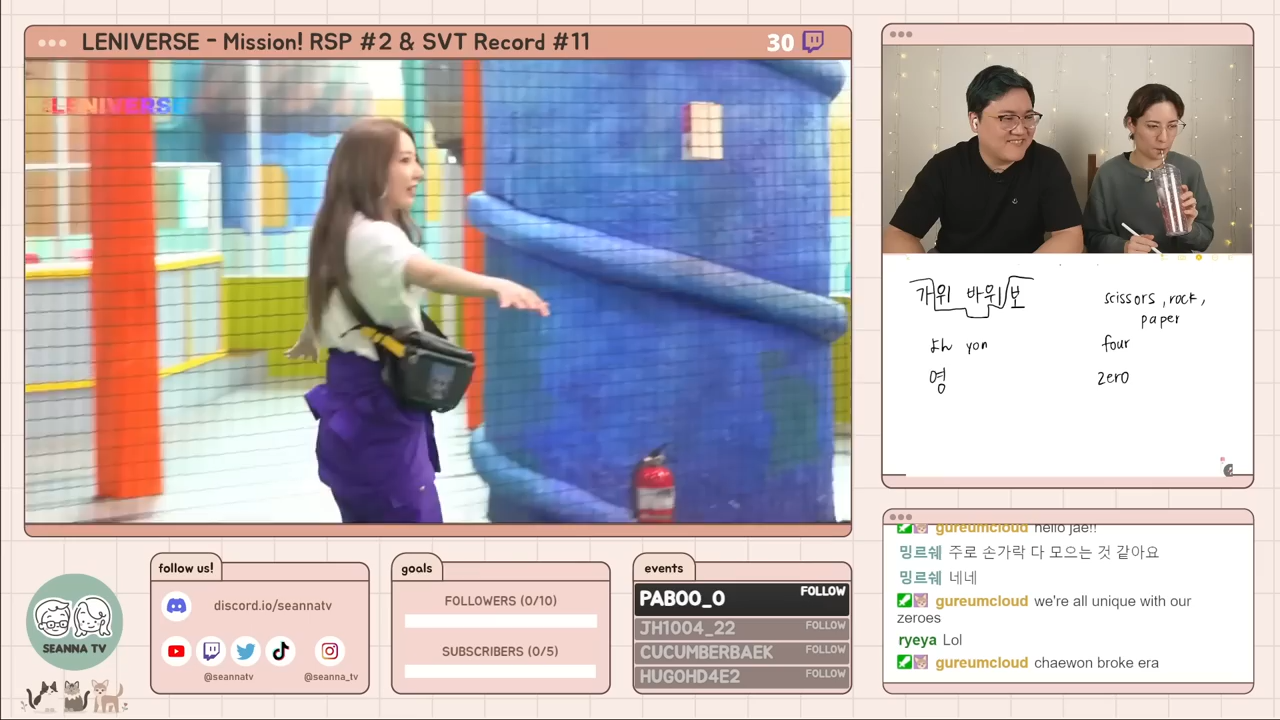 LENIVERSE - Mission! RSP #2 & SVT Record #11
30
LENIVERSE
가위 바위 보
scissors, rock,
paper
よん yon
four
영
zero
gureumcloud hello jae!!
밍르쉐 주로 손가락 다 모으는 것 같아요
밍르쉐 네네
gureumcloud we're all unique with our
zeroes
ryeya Lol
gureumcloud chaewon broke era
follow us!
discord.io/seannatv
@seannatv
@seanna_tv
SEANNA TV
goals
FOLLOWERS (0/10)
SUBSCRIBERS (0/5)
events
PABOO_O FOLLOW
JH1004_22 FOLLOW
CUCUMBERBAEK FOLLOW
HUGOHD4E2 FOLLOW